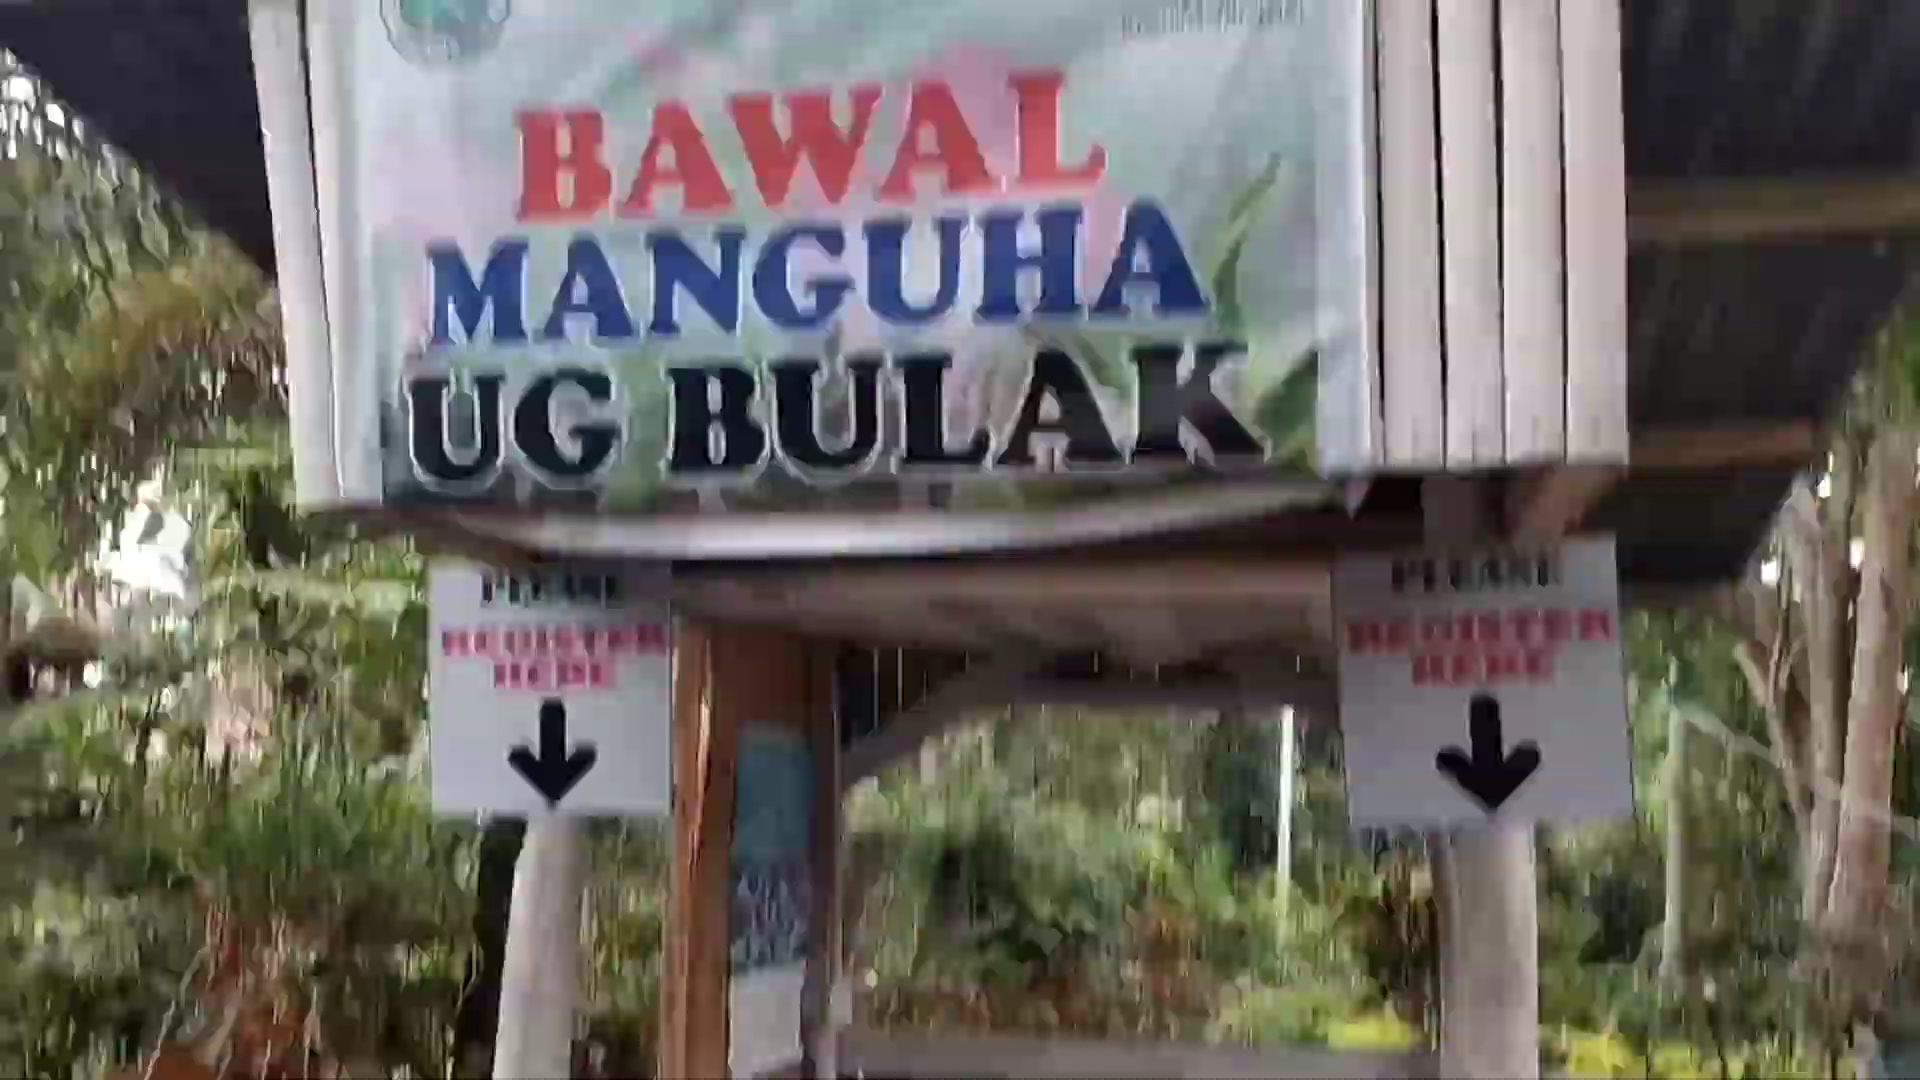 BAWAL
MANGUHA
UG BULAK
PLEASE
REGISTER
HERE
PLEASE
REGISTER
HERE